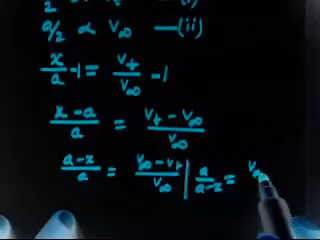 a/2 ∝ V∞ —(ii)
x/a -1 = Vt/V∞ -1
x-a/a = Vt - V∞/V∞
a-x/a = V∞ - Vt/V∞ | a/a-x =